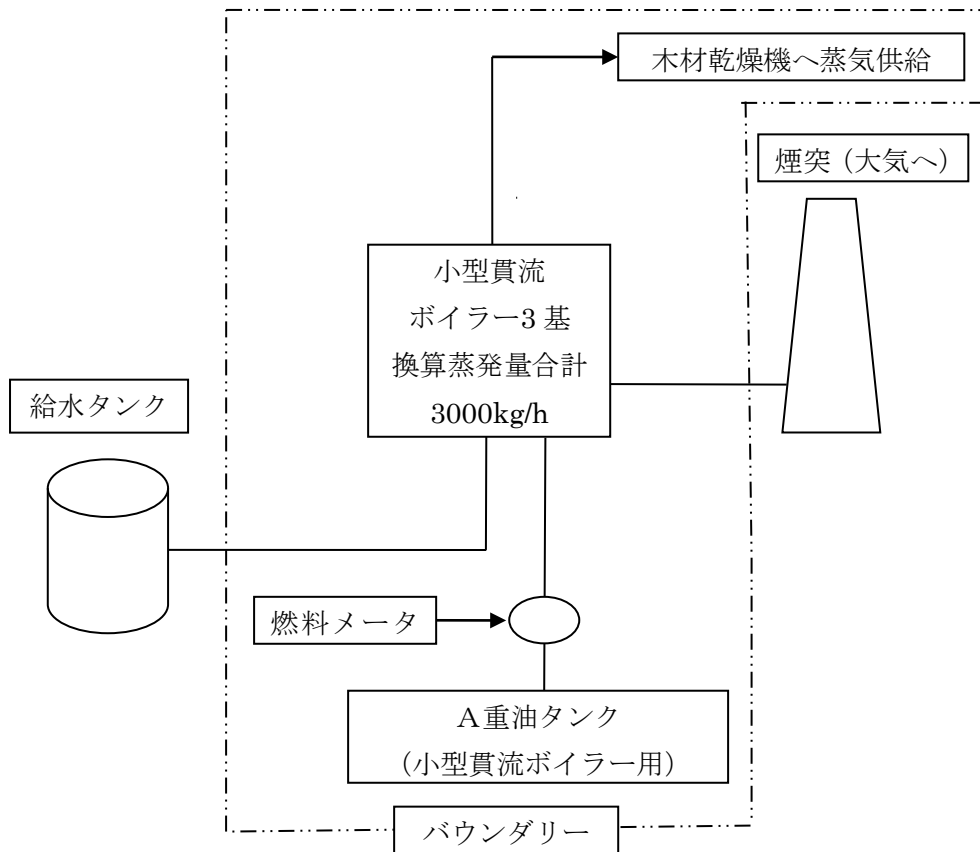 木材乾燥機へ蒸気供給
煙突（大気へ）
小型貫流
ボイラー3 基
換算蒸発量合計
3000kg/h
給水タンク
燃料メータ
Ａ重油タンク
（小型貫流ボイラー用）
バウンダリー